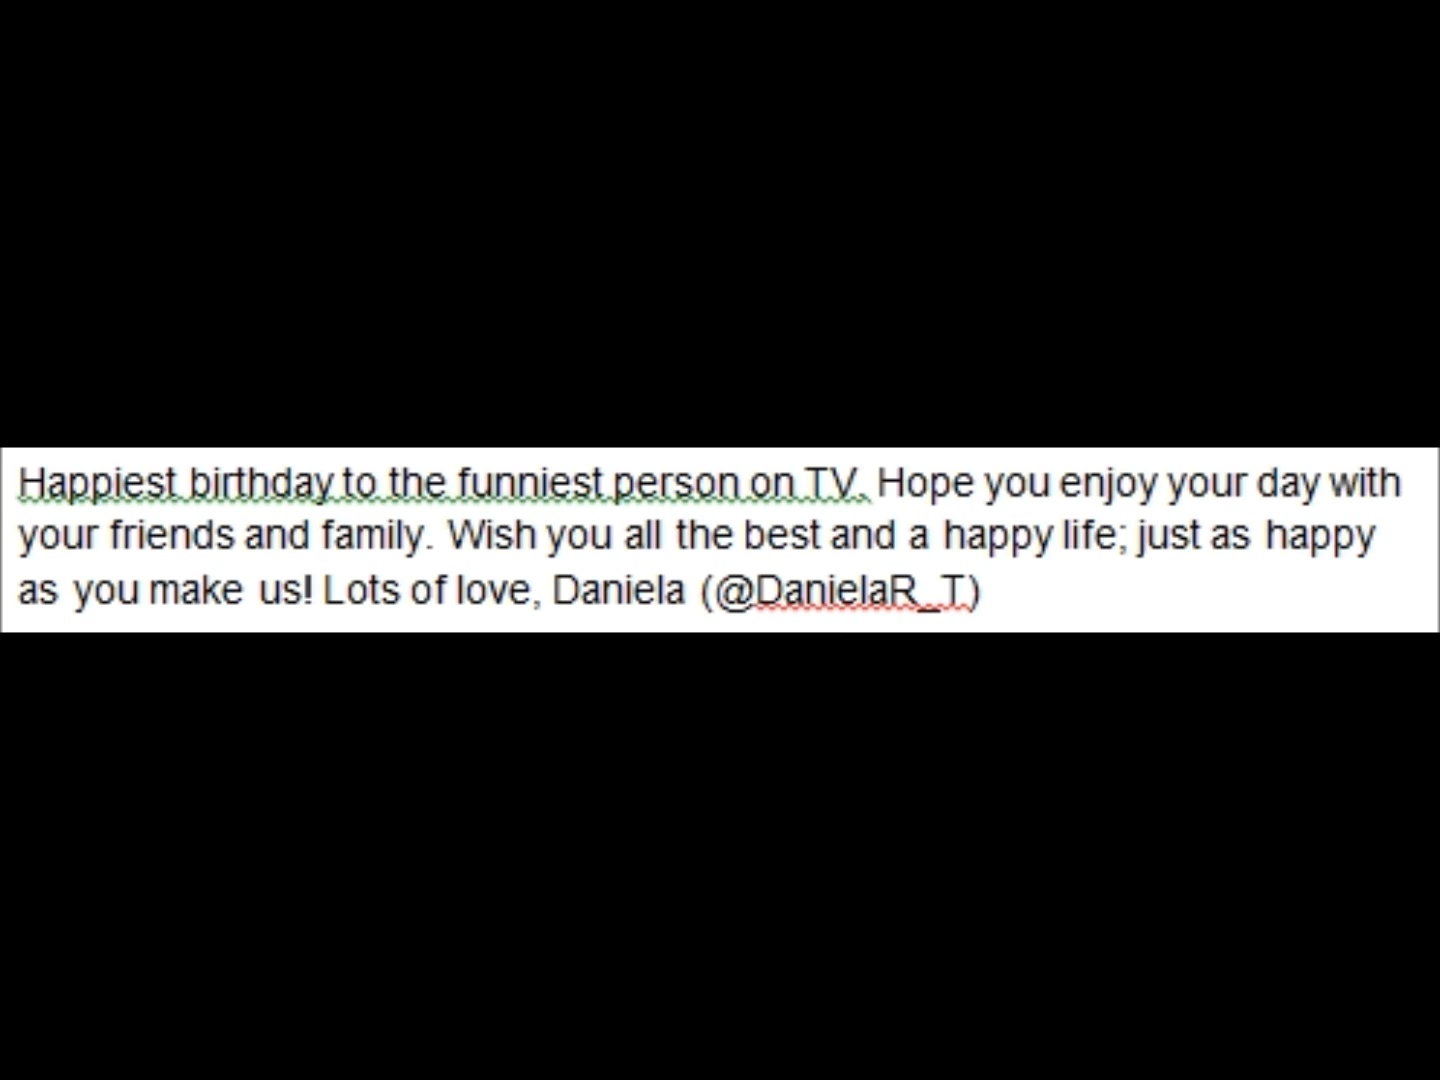 Happiest birthday to the funniest person on TV. Hope you enjoy your day with
your friends and family. Wish you all the best and a happy life; just as happy
as you make us! Lots of love, Daniela (@DanielaR_T)